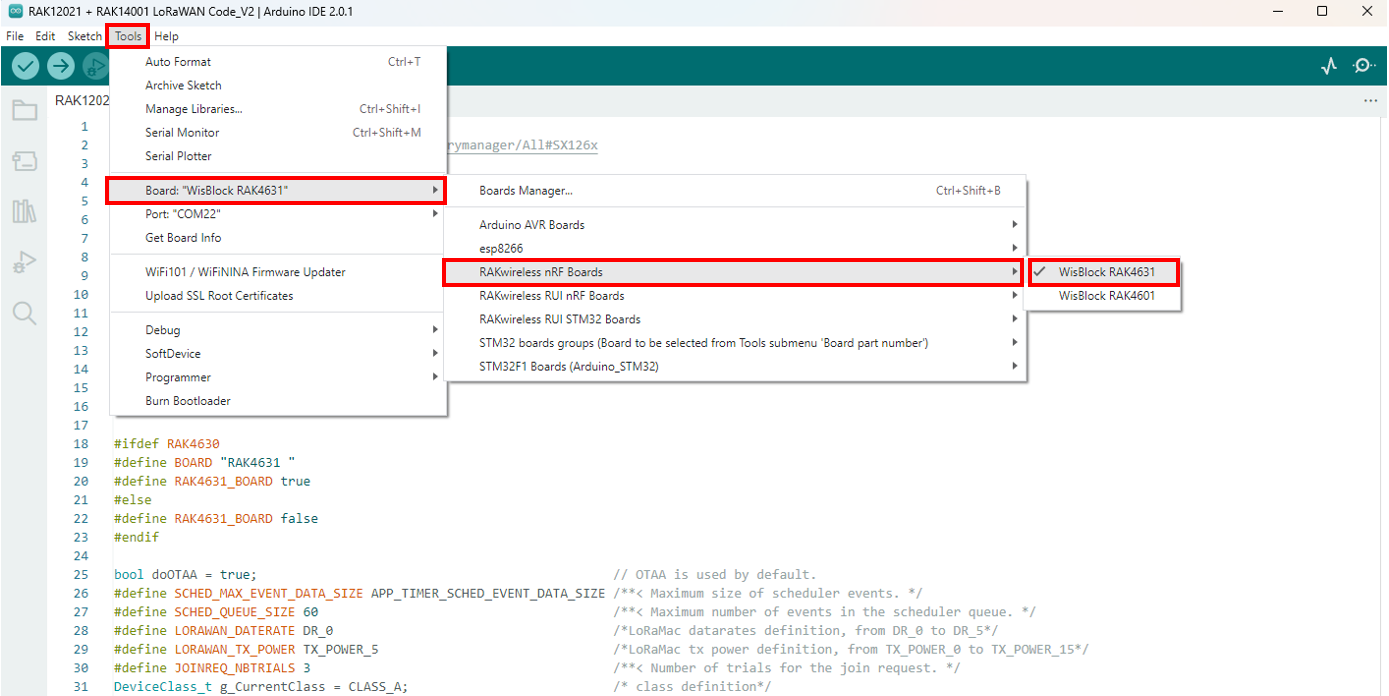 RAK12021 + RAK14001 LoRaWAN Code_V2 | Arduino IDE 2.0.1
File Edit Sketch Tools Help
Auto Format Ctrl+T
Archive Sketch
RAK1202
Manage Libraries... Ctrl+Shift+I
1
Serial Monitor Ctrl+Shift+M
2 rymanager/All#SX126x
Serial Plotter
3
4 Board: "WisBlock RAK4631" Boards Manager... Ctrl+Shift+B
5
Port: "COM22"
6 Arduino AVR Boards
7 Get Board Info
esp8266
8
9 WiFi101 / WiFiNINA Firmware Updater RAKwireless nRF Boards WisBlock RAK4631
10 Upload SSL Root Certificates RAKwireless RUI nRF Boards WisBlock RAK4601
11 RAKwireless RUI STM32 Boards
12 Debug
STM32 boards groups (Board to be selected from Tools submenu 'Board part number')
13 SoftDevice
14 STM32F1 Boards (Arduino_STM32)
Programmer
15
16 Burn Bootloader
17
18 #ifdef RAK4630
19 #define BOARD "RAK4631 "
20 #define RAK4631_BOARD true
21 #else
22 #define RAK4631_BOARD false
23 #endif
24
25 bool doOTAA = true; // OTAA is used by default.
26 #define SCHED_MAX_EVENT_DATA_SIZE APP_TIMER_SCHED_EVENT_DATA_SIZE /**< Maximum size of scheduler events. */
27 #define SCHED_QUEUE_SIZE 60 /**< Maximum number of events in the scheduler queue. */
28 #define LORAWAN_DATERATE DR_0 /*LoRaMac datarates definition, from DR_0 to DR_5*/
29 #define LORAWAN_TX_POWER TX_POWER_5 /*LoRaMac tx power definition, from TX_POWER_0 to TX_POWER_15*/
30 #define JOINREQ_NBTRIALS 3 /**< Number of trials for the join request. */
31 DeviceClass_t g_CurrentClass = CLASS_A; /* class definition*/